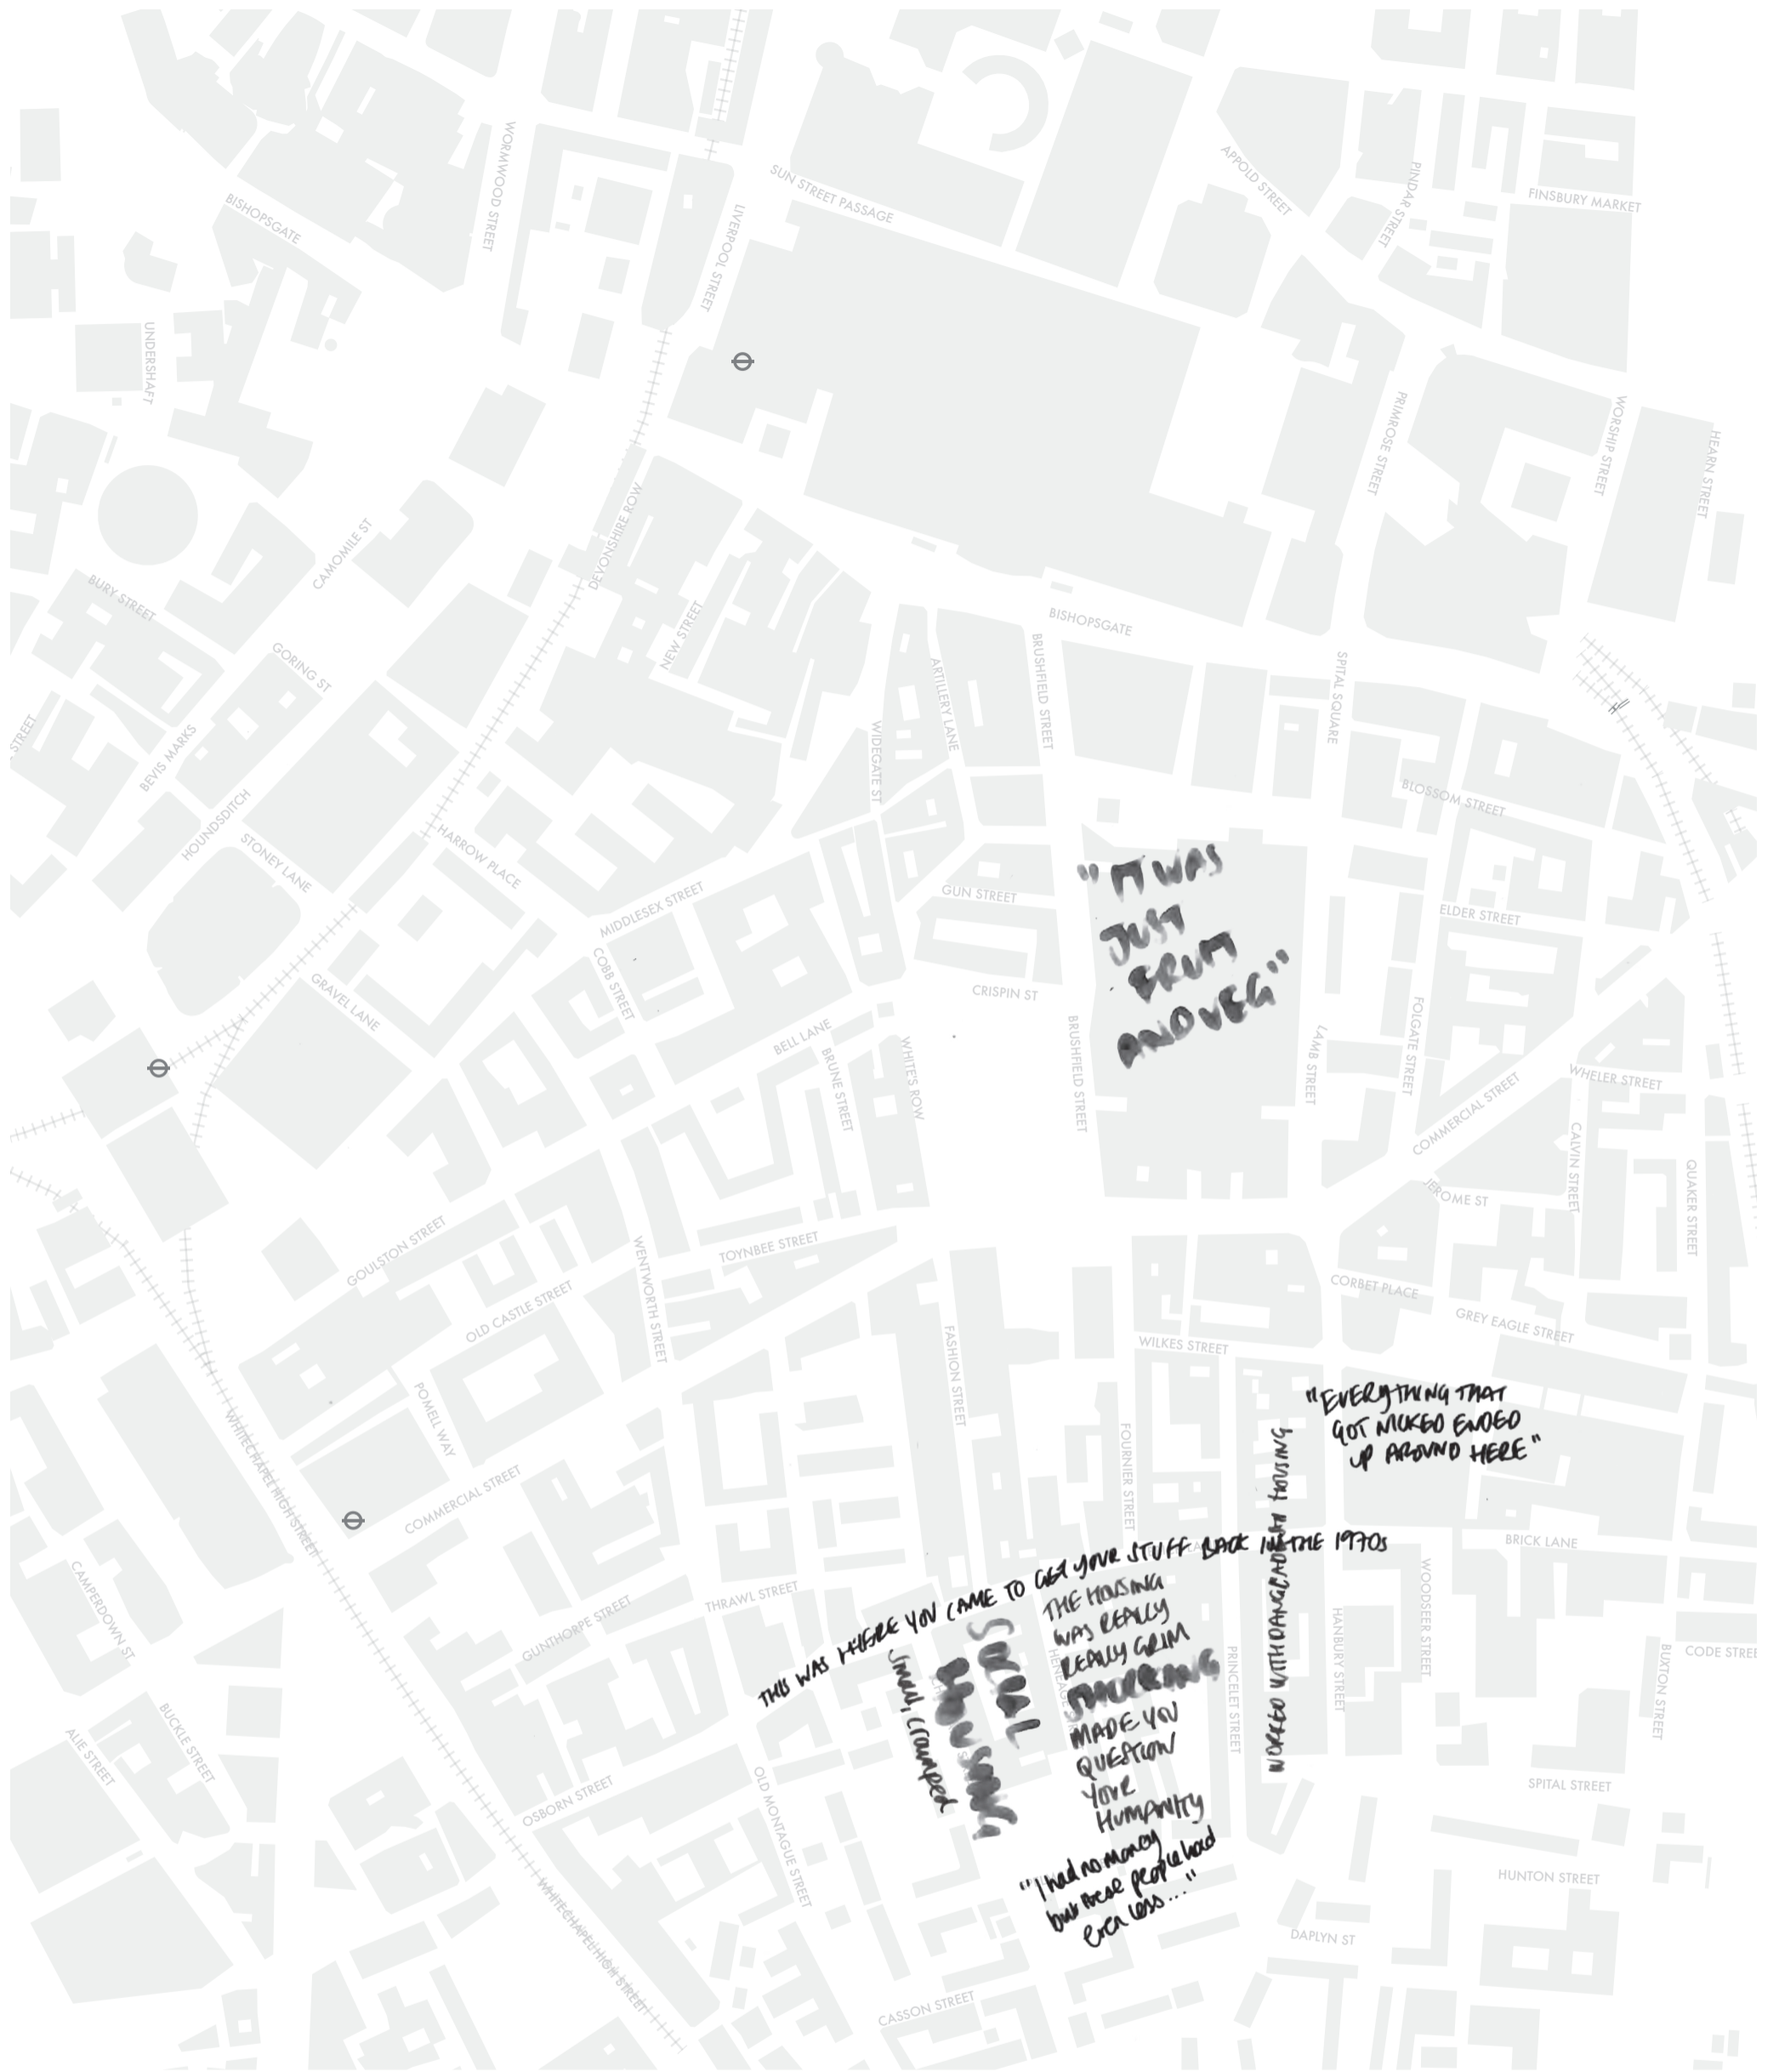 WORMWOOD STREET
SUN STREET PASSAGE
APPOLD STREET
PINDAR STREET
FINSBURY MARKET
BISHOPSGATE
LIVERPOOL STREET
UNDERSHAFT
PRIMROSE STREET
WORSHIP STREET
HEARN STREET
CAMOMILE ST
DEVONSHIRE ROW
BURY STREET
NEW STREET
BISHOPSGATE
GORING ST
ARTILLERY LANE
BRUSHFIELD STREET
SPITAL SQUARE
STREET
BEVIS MARKS
WIDEGATE ST
BLOSSOM STREET
HOUNDSDITCH
STONEY LANE
HARROW PLACE
MIDDLESEX STREET
GUN STREET
"IT WAS
JUST
FRUIT
AND VEG"
ELDER STREET
COBB STREET
CRISPIN ST
GRAVEL LANE
BELL LANE
BRUNE STREET
WHITE'S ROW
BRUSHFIELD STREET
LAMB STREET
FOLGATE STREET
COMMERCIAL STREET
WHELER STREET
CALVIN STREET
JEROME ST
QUAKER STREET
GOULSTON STREET
TOYNBEE STREET
WENTWORTH STREET
OLD CASTLE STREET
CORBET PLACE
GREY EAGLE STREET
WILKES STREET
FASHION STREET
POMELL WAY
WHITECHAPEL HIGH STREET
COMMERCIAL STREET
FOURNIER STREET
"EVERYTHING THAT
GOT NICKED ENDED
UP AROUND HERE"
BRICK LANE
THIS WAS WHERE YOU CAME TO GET YOUR STUFF BACK IN THE 1970s
CAMPERDOWN ST
GUNTHORPE STREET
THRAWL STREET
THE HOUSING
WAS REALLY
REALLY GRIM
SHOCKING
MADE YOU
QUESTION
YOUR
HUMANITY
SOCIAL
HOUSING
small, cramped
PRINCELET STREET
HANBURY STREET
WOODSEER STREET
BUXTON STREET
CODE STREE
ALIE STREET
BUCKLE STREET
OSBORN STREET
OLD MONTAGUE STREET
SPITAL STREET
"I had no money
but these people had
even less..."
HUNTON STREET
DAPLYN ST
WHITECHAPEL HIGH STREET
CASSON STREET